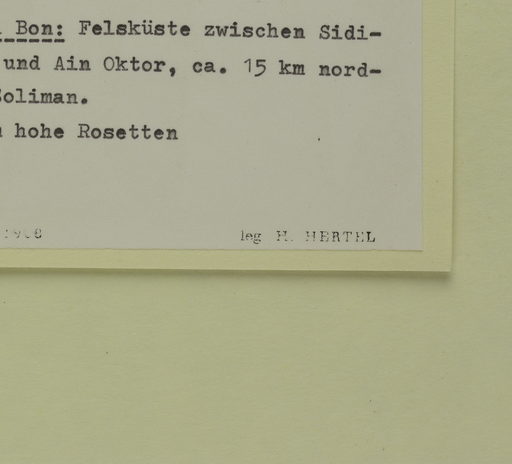 Bon: Felsküste zwischen Sidi-
und Ain Oktor, ca. 15 km nord-
Soliman.
hohe Rosetten
leg. H. HERTEL